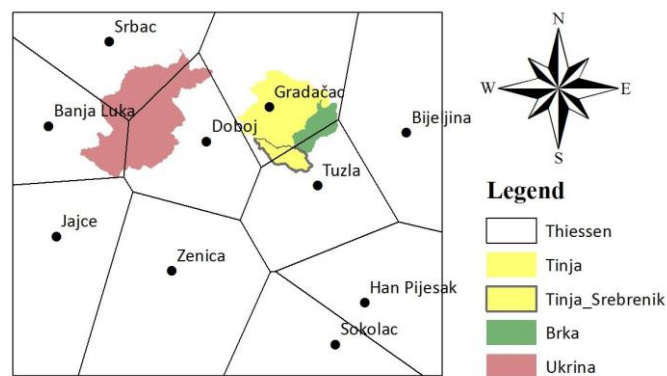 Srbac
Banja Luka
Doboj
Gradačac
Bijeljina
Tuzla
Jajce
Zenica
Han Pijesak
Sokolac
N
W
E
S
Legend
Thiessen
Tinja
Tinja_Srebrenik
Brka
Ukrina